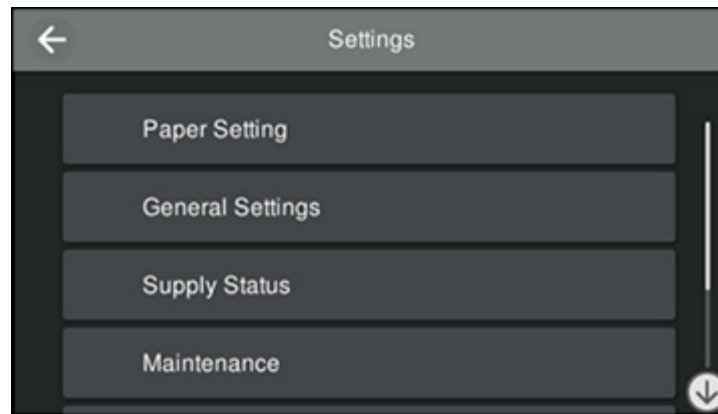 Settings
Paper Setting
General Settings
Supply Status
Maintenance